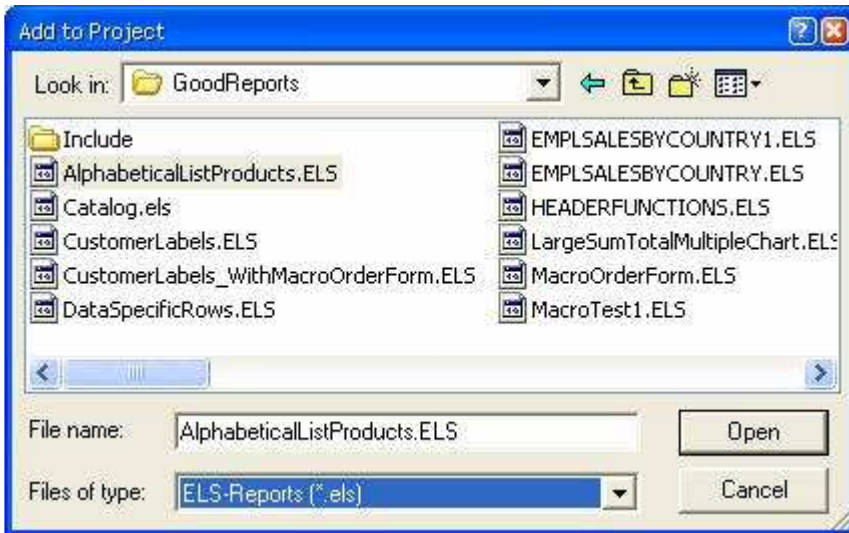 Add to Project
Look in: GoodReports
Include
AlphabeticalListProducts.ELS
Catalog.els
CustomerLabels.ELS
CustomerLabels_WithMacroOrderForm.ELS
DataSpecificRows.ELS
EMPLSALESBYCOUNTRY1.ELS
EMPLSALESBYCOUNTRY.ELS
HEADERFUNCTIONS.ELS
LargeSumTotalMultipleChart.ELS
MacroOrderForm.ELS
MacroTest1.ELS
File name: AlphabeticalListProducts.ELS Open
Files of type: ELS-Reports (*.els) Cancel